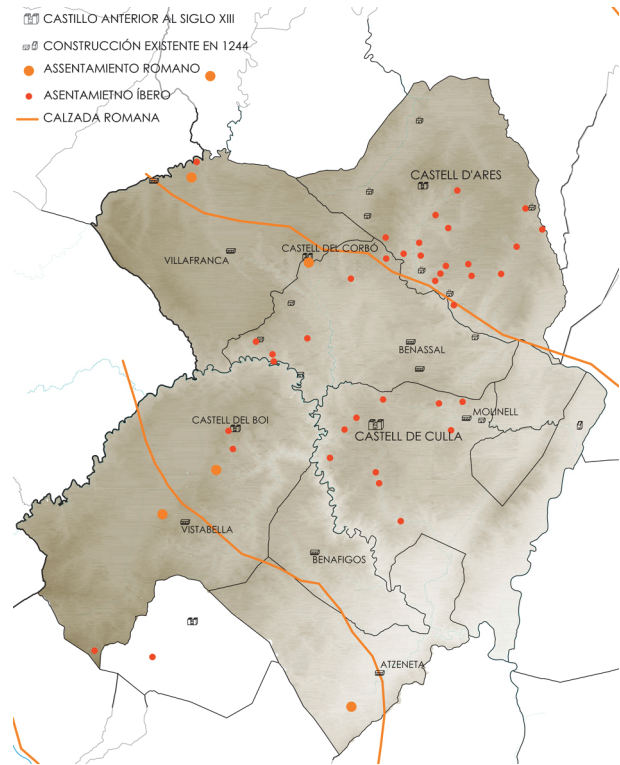 CASTILLO ANTERIOR AL SIGLO XIII
CONSTRUCCIÓN EXISTENTE EN 1244
ASSENTAMIENTO ROMANO
ASENTAMIETNO ÍBERO
CALZADA ROMANA
CASTELL D'ARES
CASTELL DEL CORBÓ
VILLAFRANCA
BENASSAL
MOLINELL
CASTELL DEL BOI
CASTELL DE CULLA
VISTABELLA
BENAFIGOS
ATZENETA